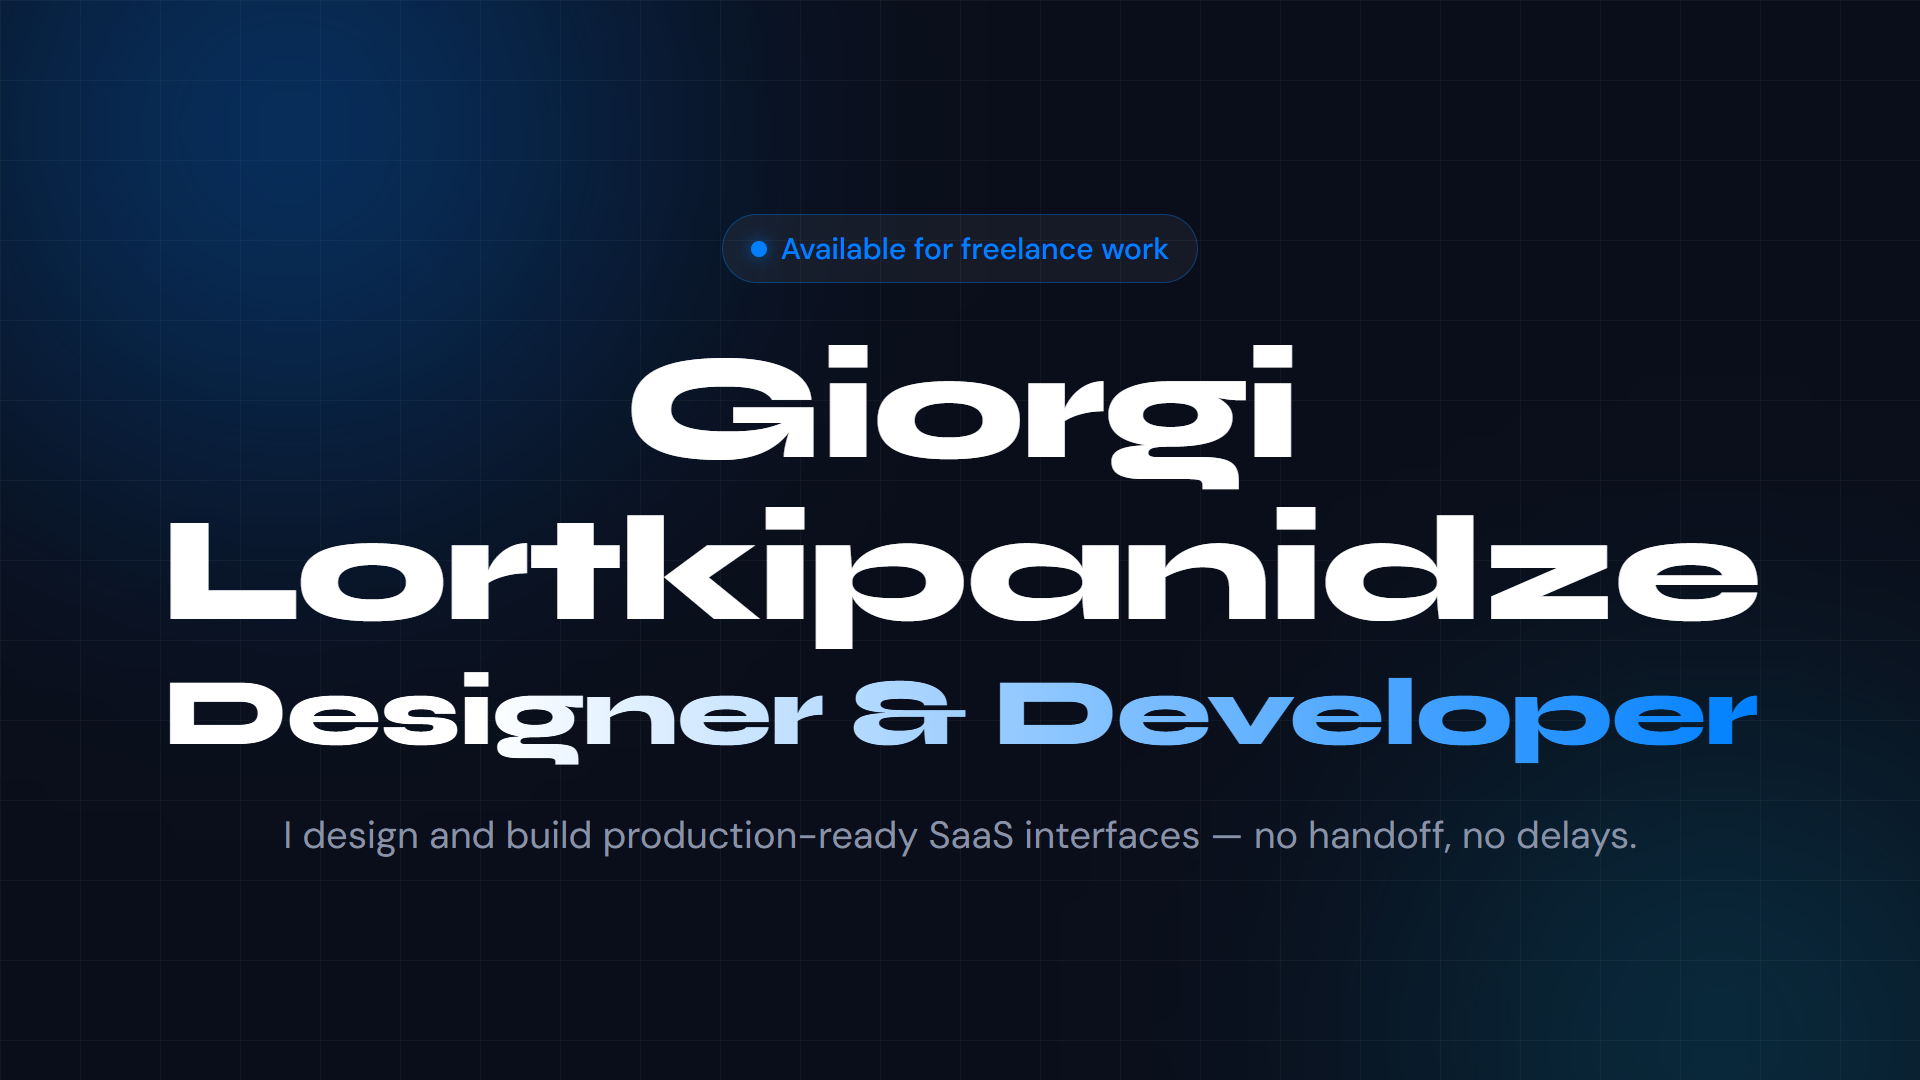 Available for freelance work
Giorgi
Lortkipanidze
Designer & Developer
I design and build production-ready SaaS interfaces — no handoff, no delays.